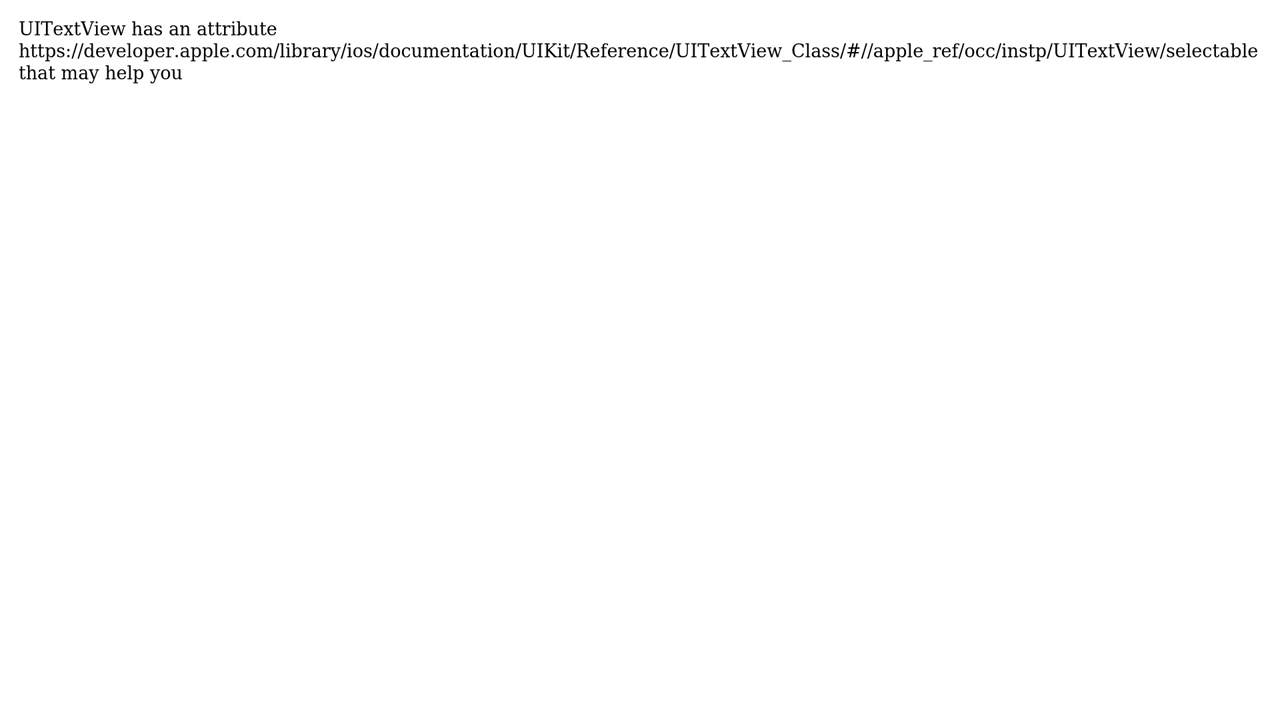 UITextView has an attribute
https://developer.apple.com/library/ios/documentation/UIKit/Reference/UITextView_Class/#//apple_ref/occ/instp/UITextView/selectable
that may help you